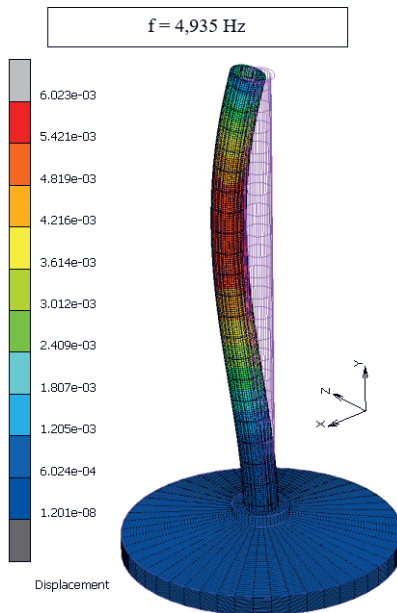 f = 4,935 Hz
6.023e-03
5.421e-03
4.819e-03
4.216e-03
3.614e-03
3.012e-03
2.409e-03
1.807e-03
1.205e-03
6.024e-04
1.201e-08
Displacement
Y
Z
X